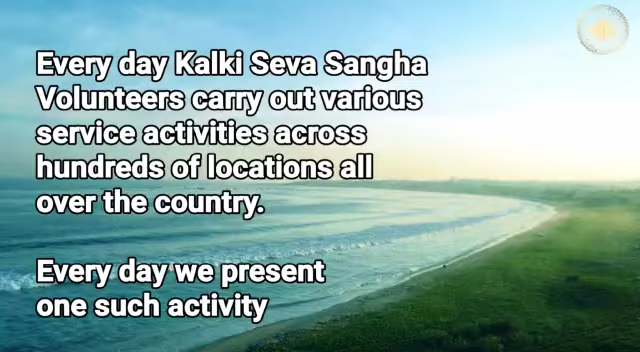 Every day Kalki Seva Sangha
Volunteers carry out various
service activities across
hundreds of locations all
over the country.
Every day we present
one such activity